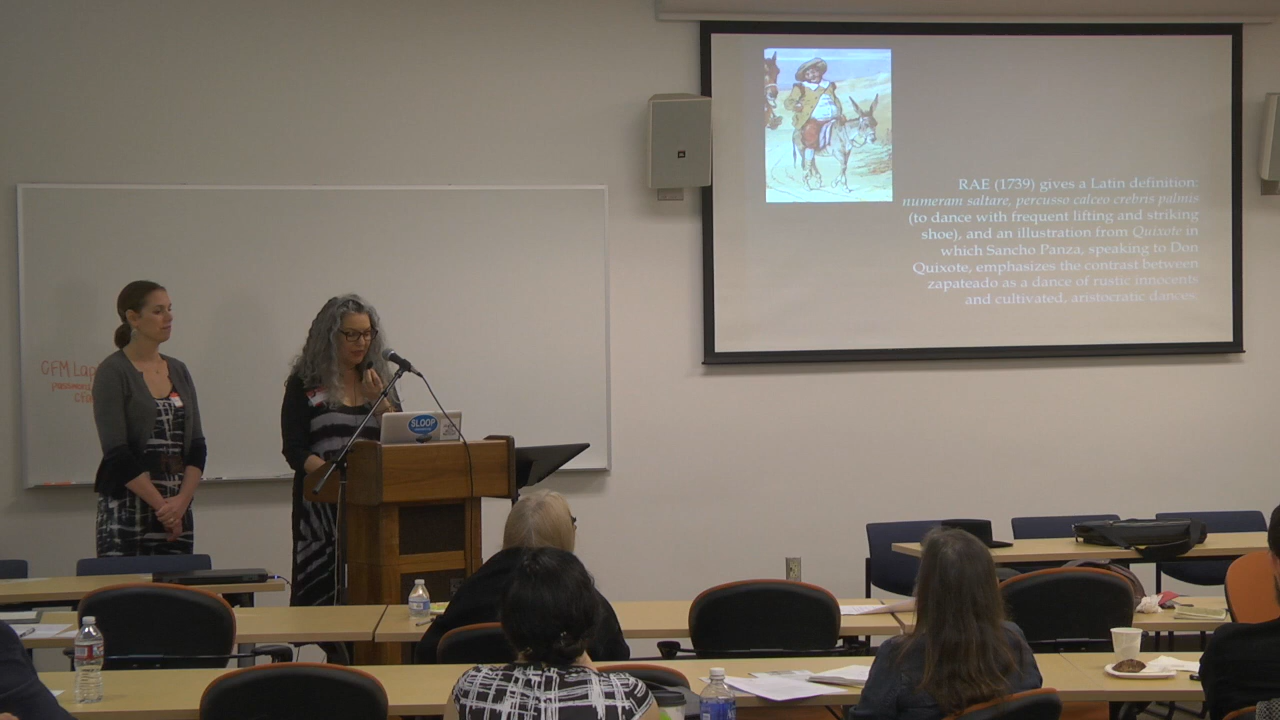 RAE (1739) gives a Latin definition:
numeram saltare, percusso calceo crebris palmis
(to dance with frequent lifting and striking
shoe), and an illustration from Quixote in
which Sancho Panza, speaking to Don
Quixote, emphasizes the contrast between
zapateado as a dance of rustic innocents
and cultivated, aristocratic dances.
CFM
SLOOP